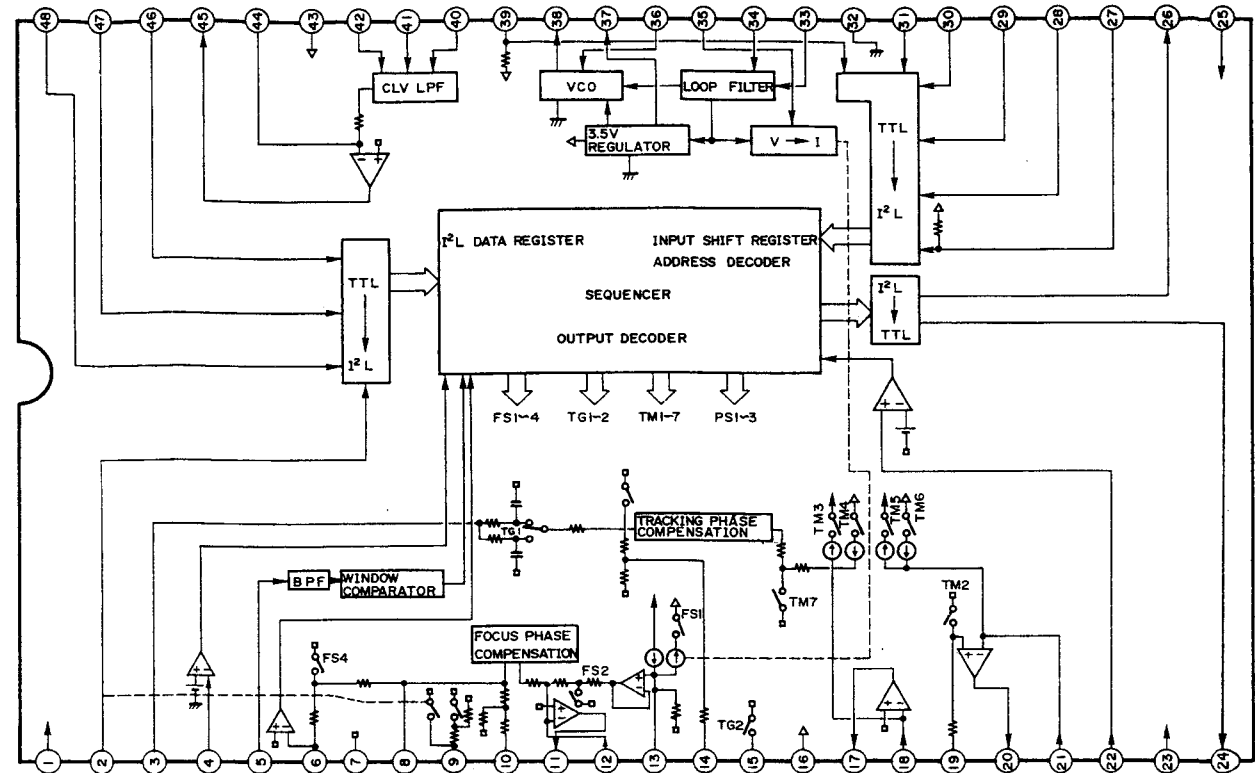 48 47 46 45 44 43 42 41 40 39 38 37 36 35 34 33 32 31 30 29 28 27 26 25
CLV LPF
VCO
LOOP FILTER
3.5V
REGULATOR
V → I
TTL
I²L
I²L DATA REGISTER
INPUT SHIFT REGISTER
ADDRESS DECODER
SEQUENCER
OUTPUT DECODER
TTL
I²L
I²L
TTL
FS1~4 TG1~2 TM1~7 PS1~3
TG1
TRACKING PHASE
COMPENSATION
TM3 TM4 TM5 TM6
BPF
WINDOW
COMPARATOR
TM7
TM2
FS1
FOCUS PHASE
COMPENSATION
FS4
FS2
TG2
1 2 3 4 5 6 7 8 9 10 11 12 13 14 15 16 17 18 19 20 21 22 23 24